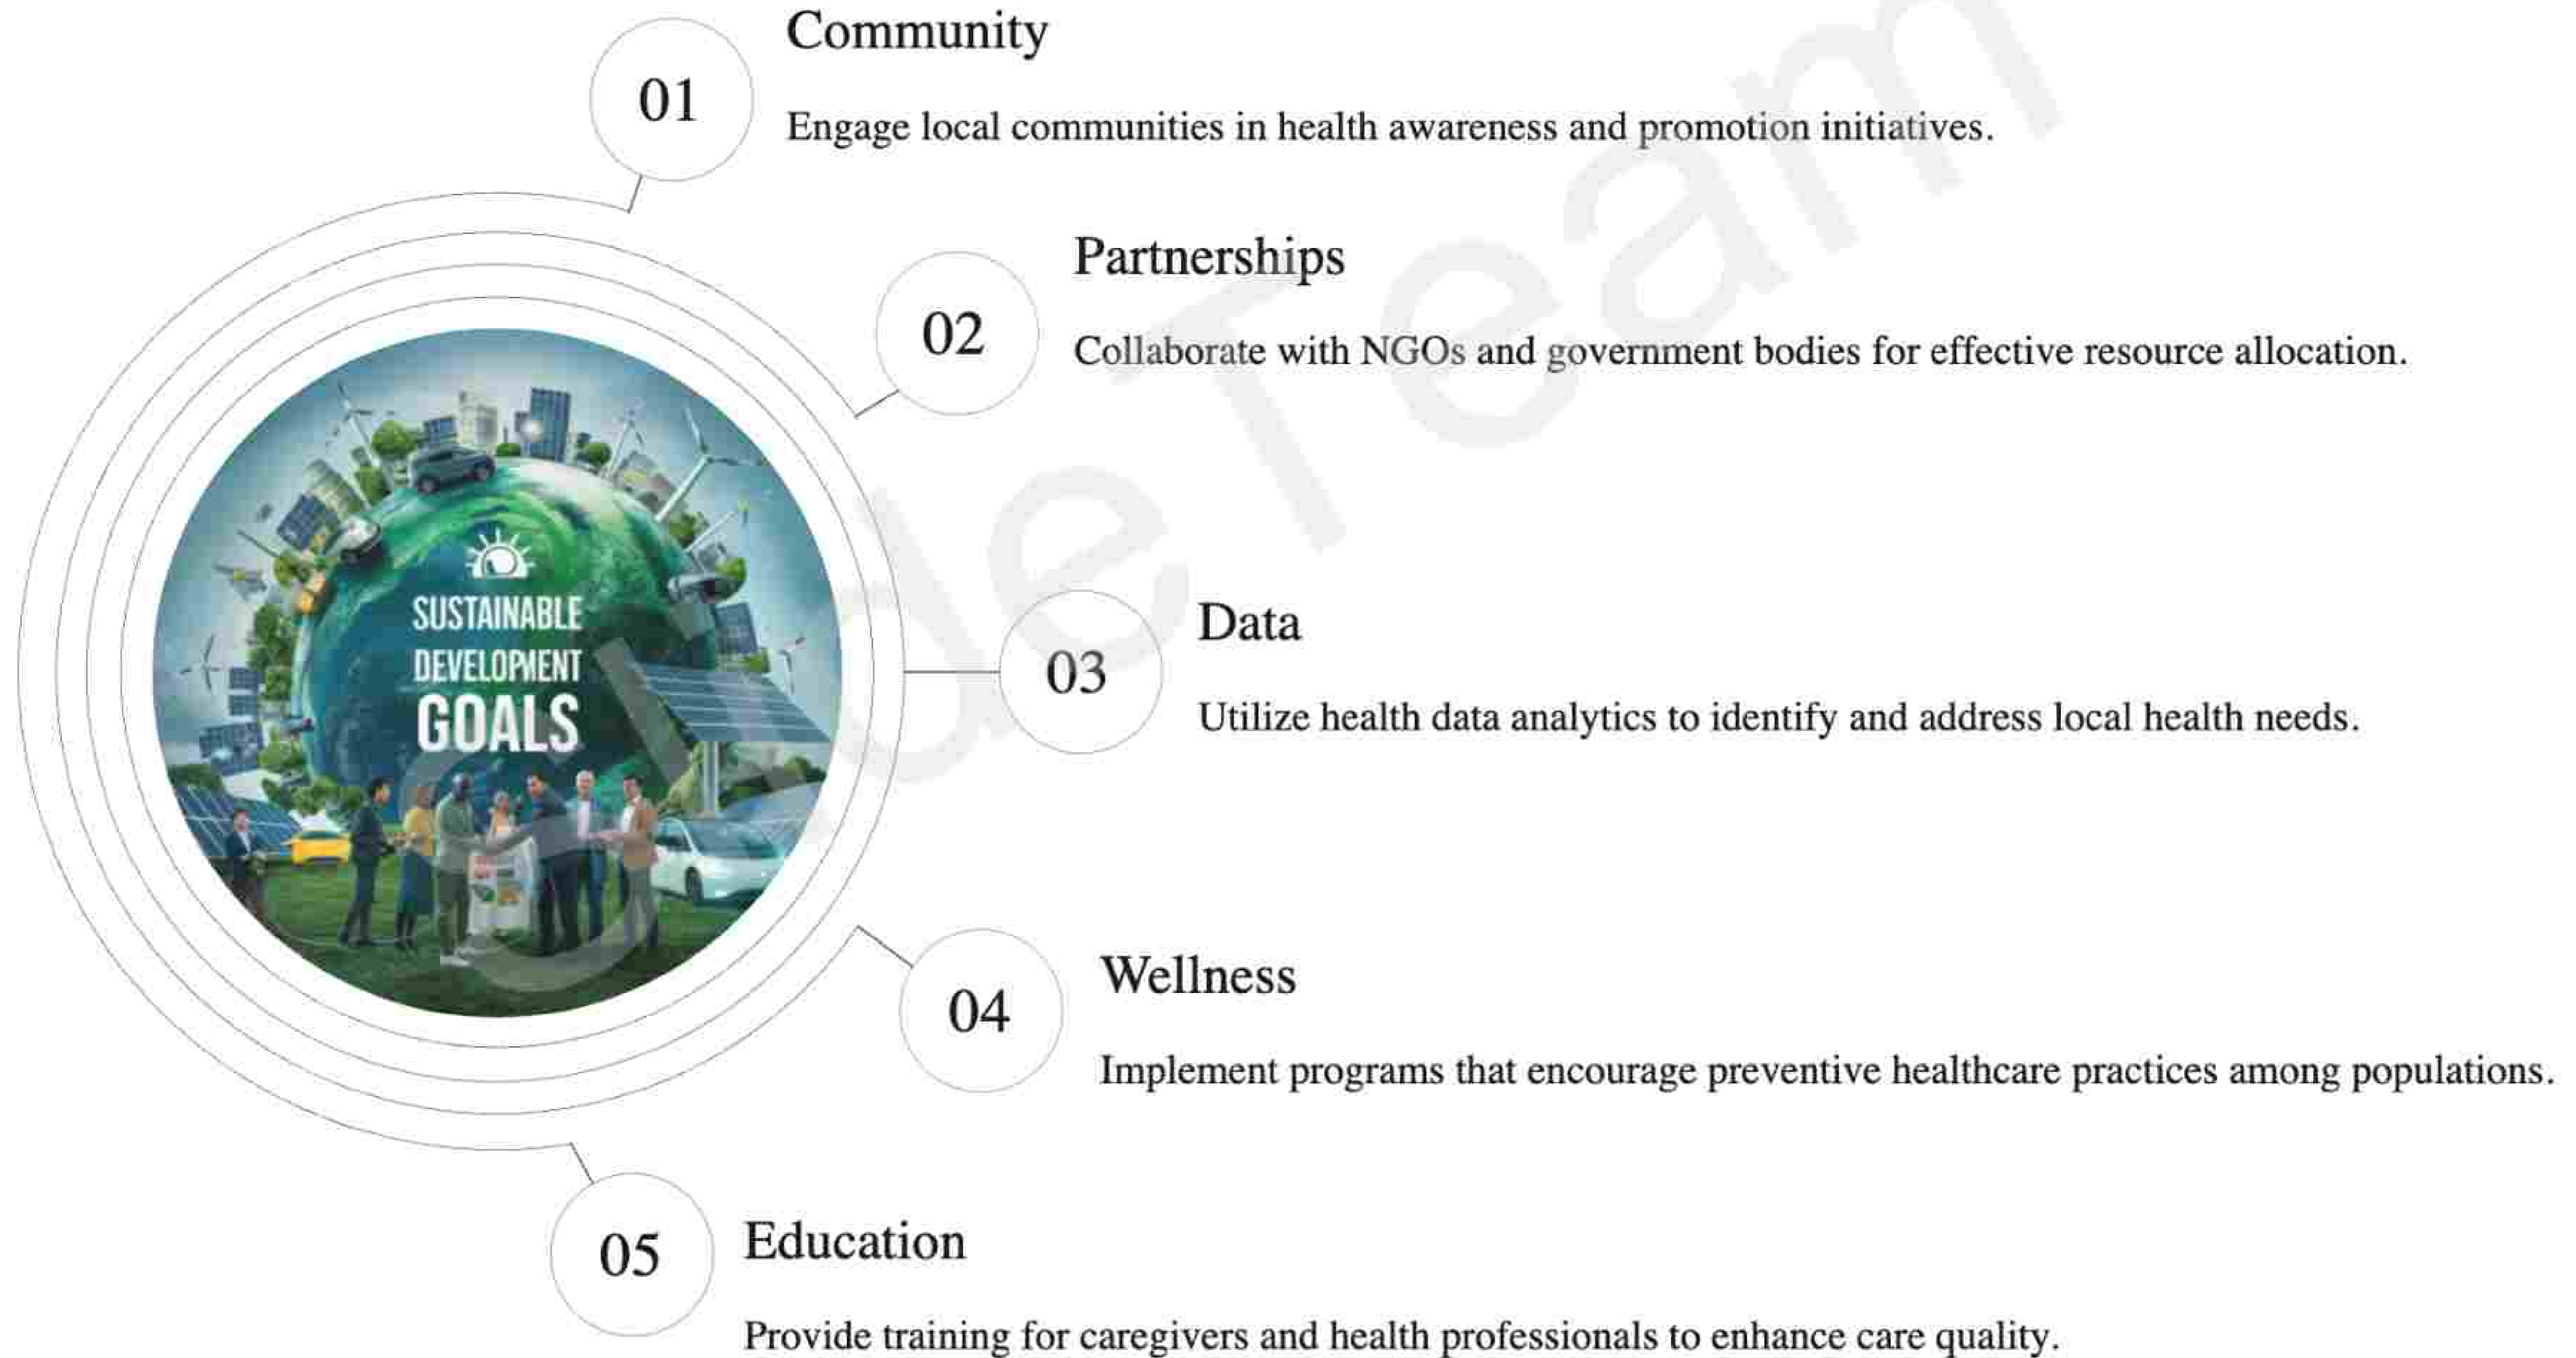 01
Community
Engage local communities in health awareness and promotion initiatives.
02
Partnerships
Collaborate with NGOs and government bodies for effective resource allocation.
SUSTAINABLE
DEVELOPMENT
GOALS
03
Data
Utilize health data analytics to identify and address local health needs.
04
Wellness
Implement programs that encourage preventive healthcare practices among populations.
05
Education
Provide training for caregivers and health professionals to enhance care quality.
SlideTeam